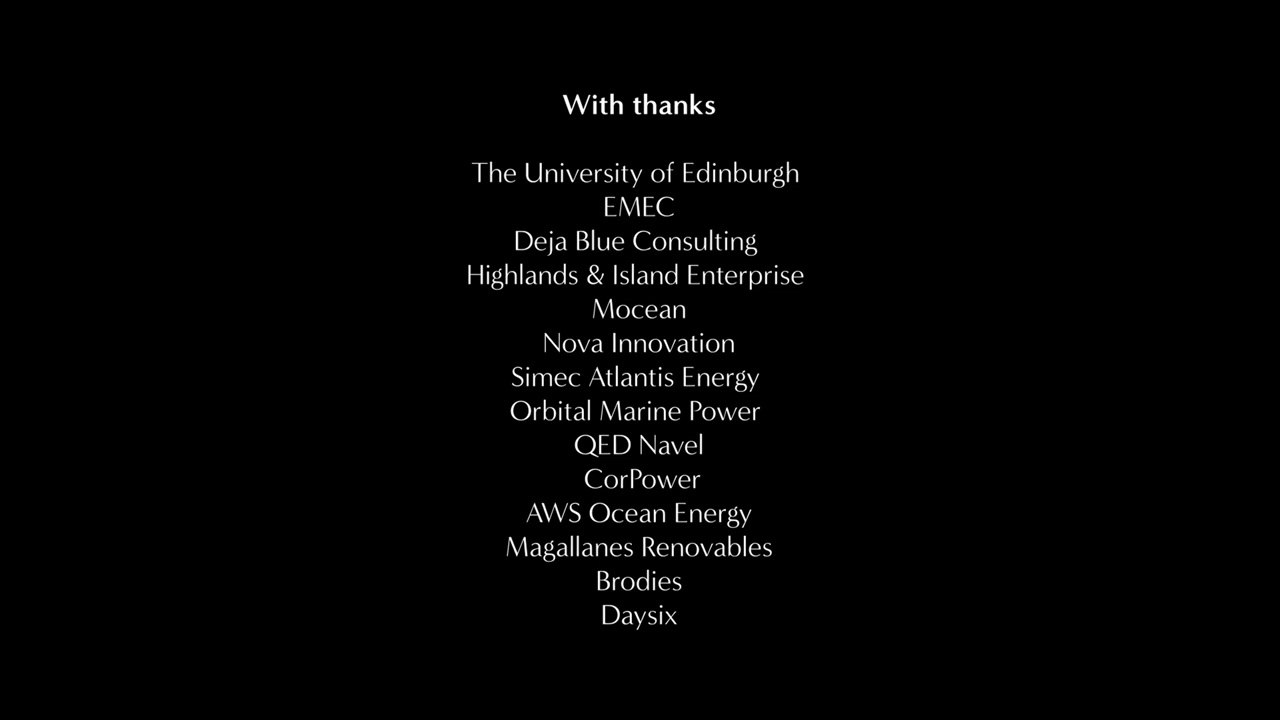 With thanks
The University of Edinburgh
EMEC
Deja Blue Consulting
Highlands & Island Enterprise
Mocean
Nova Innovation
Simec Atlantis Energy
Orbital Marine Power
QED Navel
CorPower
AWS Ocean Energy
Magallanes Renovables
Brodies
Daysix